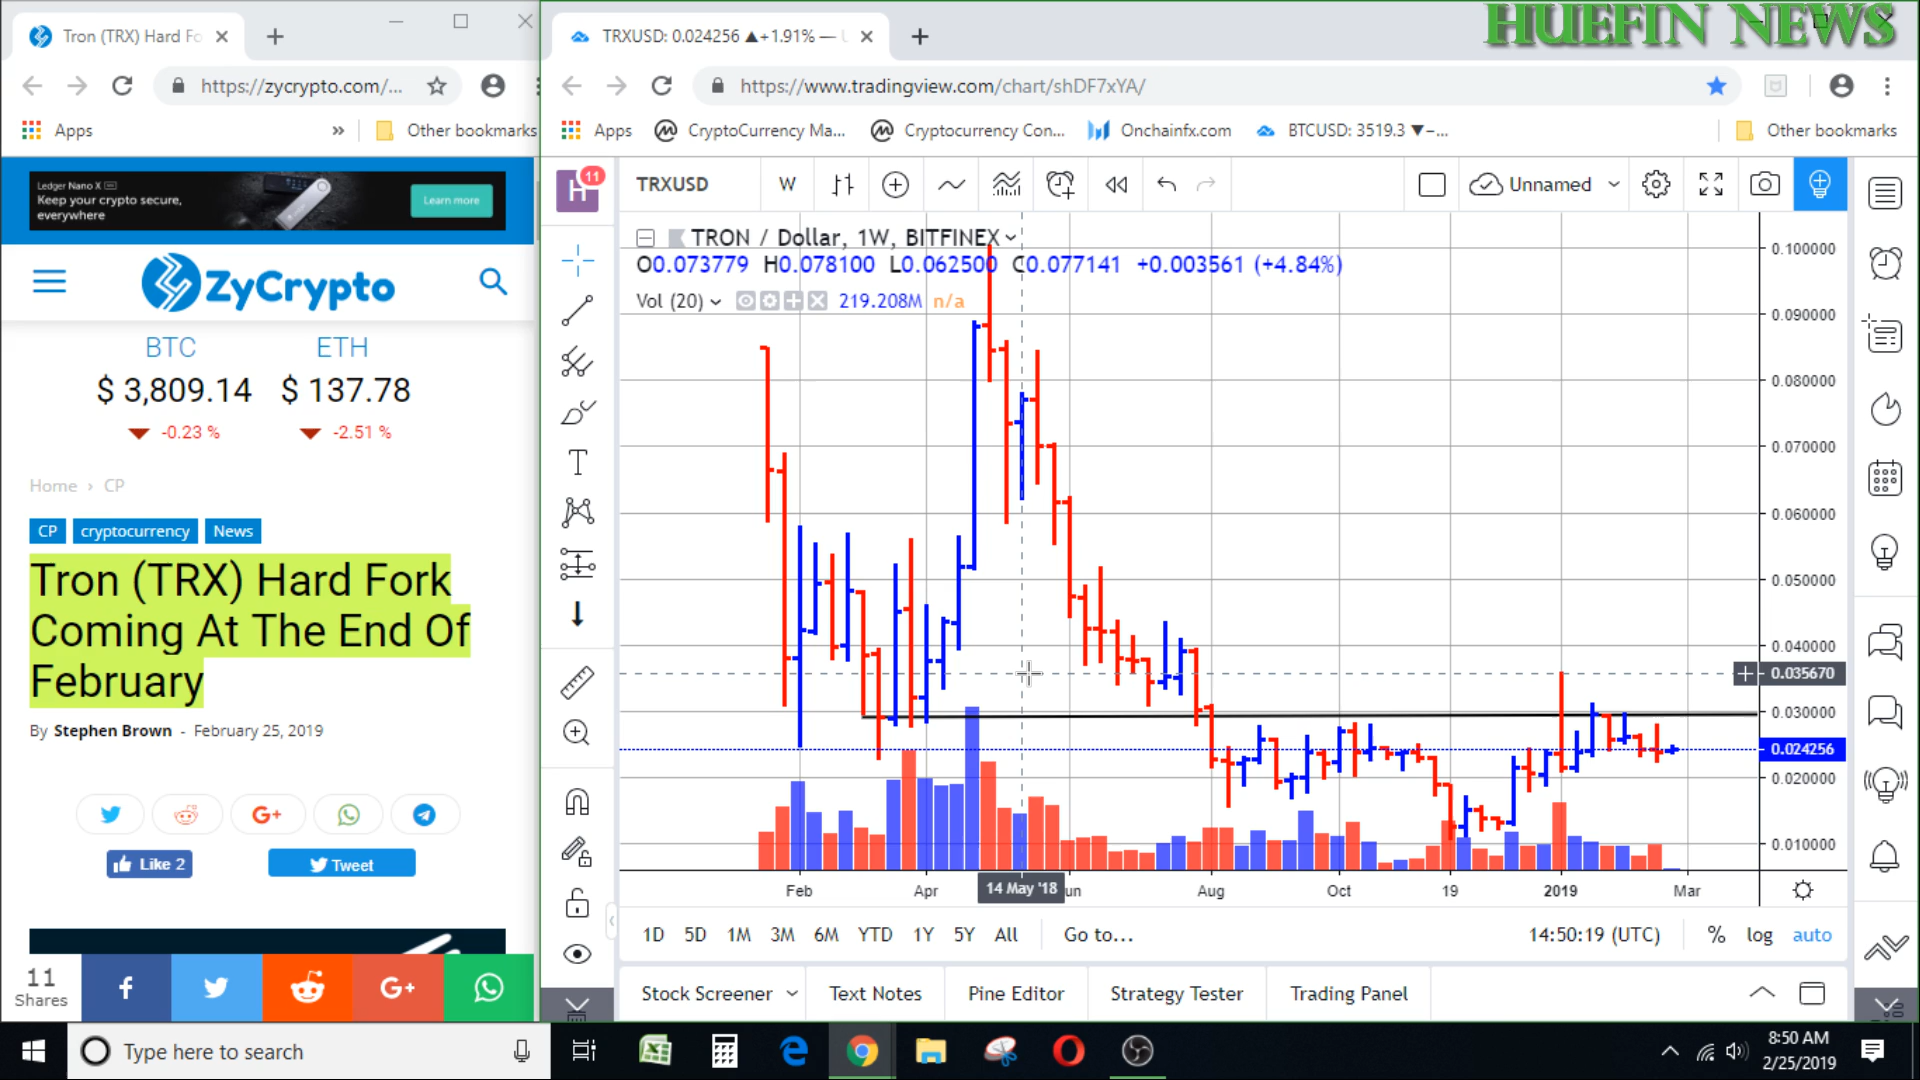 HUEFIN NEWS
Tron (TRX) Hard Fo
TRXUSD: 0.024256 ▲+1.91% —
https://zycrypto.com/...
https://www.tradingview.com/chart/shDF7xYA/
Apps
Other bookmarks
Apps
CryptoCurrency Ma...
Cryptocurrency Con...
Onchainfx.com
BTCUSD: 3519.3 ▼−...
Other bookmarks
Ledger Nano X
Keep your crypto secure,
everywhere
Learn more
ZyCrypto
BTC ETH
$ 3,809.14 $ 137.78
-0.23 % -2.51 %
Home › CP
CP cryptocurrency News
Tron (TRX) Hard Fork
Coming At The End Of
February
By Stephen Brown - February 25, 2019
G+
Like 2
Tweet
11
Shares
f
G+
H 11
TRXUSD
W
Unnamed
TRON / Dollar, 1W, BITFINEX
O0.073779 H0.078100 L0.062500 C0.077141 +0.003561 (+4.84%)
Vol (20) 219.208M n/a
T
0.100000
0.090000
0.080000
0.070000
0.060000
0.050000
0.040000
0.035670
0.030000
0.024256
0.020000
0.010000
Feb Apr 14 May '18 un Aug Oct 19 2019 Mar
1D 5D 1M 3M 6M YTD 1Y 5Y All Go to... 14:50:19 (UTC) % log auto
Stock Screener Text Notes Pine Editor Strategy Tester Trading Panel
Type here to search
8:50 AM
2/25/2019